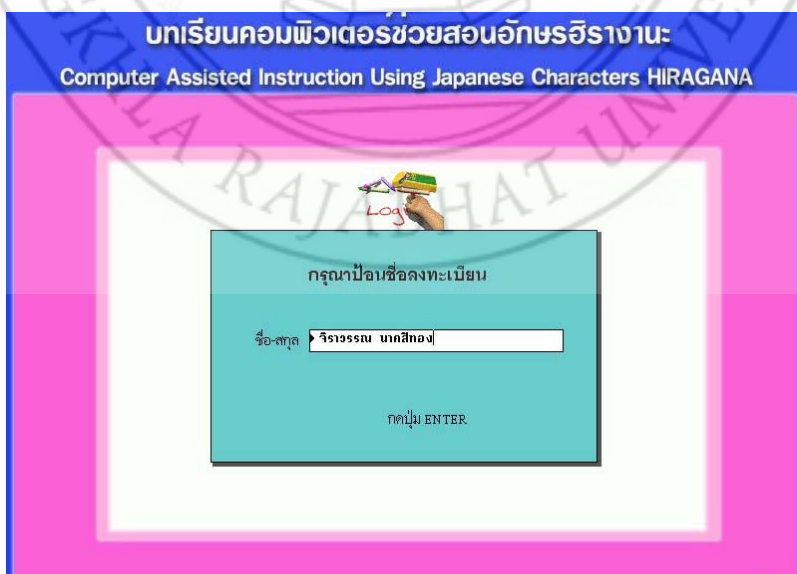 บทเรียนคอมพิวเตอร์ช่วยสอนอักษรฮิรางานะ
Computer Assisted Instruction Using Japanese Characters HIRAGANA
RAJABHAT
Log
กรุณาป้อนชื่อลงทะเบียน
ชื่อ-สกุล จิราวรรณ นาคสีทอง
กดปุ่ม ENTER